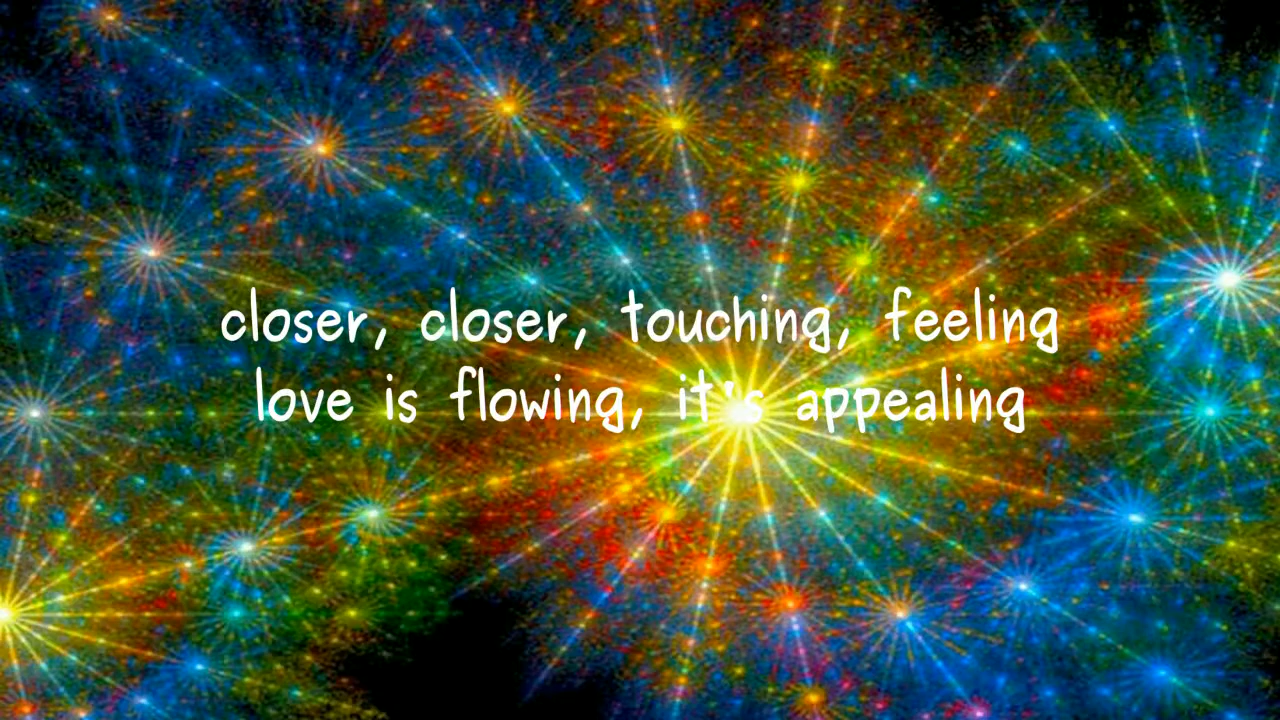 closer, closer, touching, feeling
love is flowing, it's appealing